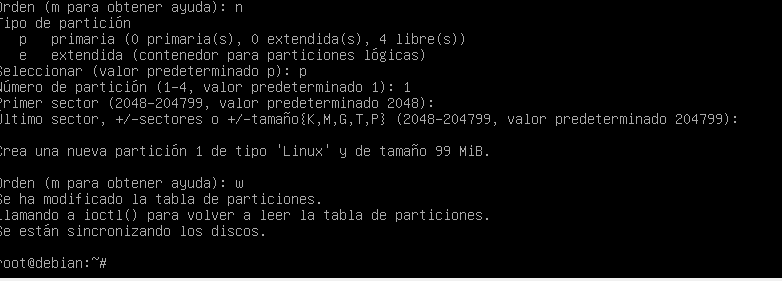 Orden (m para obtener ayuda): n
Tipo de partición
p   primaria (0 primaria(s), 0 extendida(s), 4 libre(s))
e   extendida (contenedor para particiones lógicas)
Seleccionar (valor predeterminado p): p
Número de partición (1-4, valor predeterminado 1): 1
Primer sector (2048-204799, valor predeterminado 2048):
Último sector, +/-sectores o +/-tamaño{K,M,G,T,P} (2048-204799, valor predeterminado 204799):
Crea una nueva partición 1 de tipo 'Linux' y de tamaño 99 MiB.
Orden (m para obtener ayuda): w
Se ha modificado la tabla de particiones.
Llamando a ioctl() para volver a leer la tabla de particiones.
Se están sincronizando los discos.
root@debian:~#